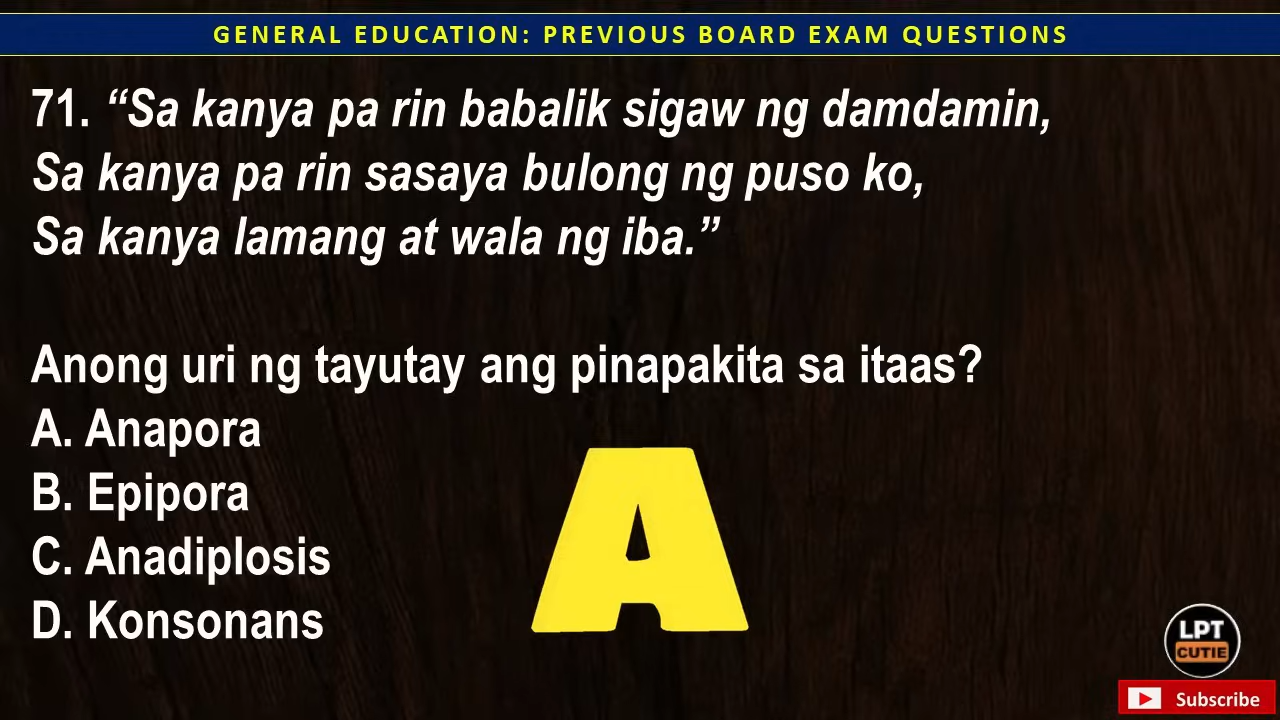 GENERAL EDUCATION: PREVIOUS BOARD EXAM QUESTIONS
71. “Sa kanya pa rin babalik sigaw ng damdamin,
Sa kanya pa rin sasaya bulong ng puso ko,
Sa kanya lamang at wala ng iba.”
Anong uri ng tayutay ang pinapakita sa itaas?
A. Anapora
B. Epipora
C. Anadiplosis
D. Konsonans
A
LPT
CUTIE
Subscribe